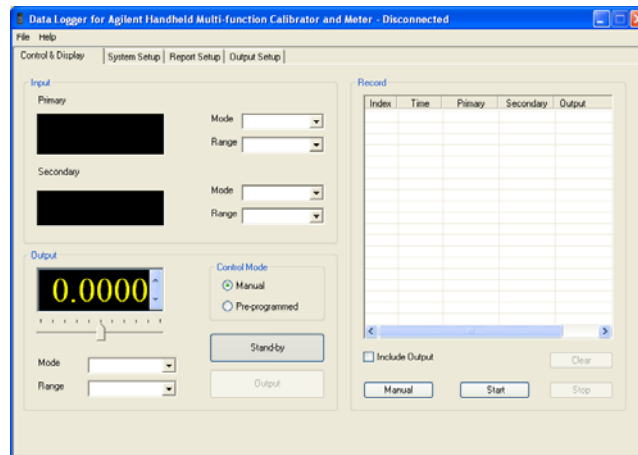 Data Logger for Agilent Handheld Multi-function Calibrator and Meter - Disconnected
File Help
Control & Display System Setup Report Setup Output Setup
Input
Primary
Mode
Range
Secondary
Mode
Range
Output
0.0000
Control Mode
Manual
Pre-programmed
Stand-by
Output
Mode
Range
Record
Index Time Primary Secondary Output
Include Output
Clear
Manual
Start
Stop